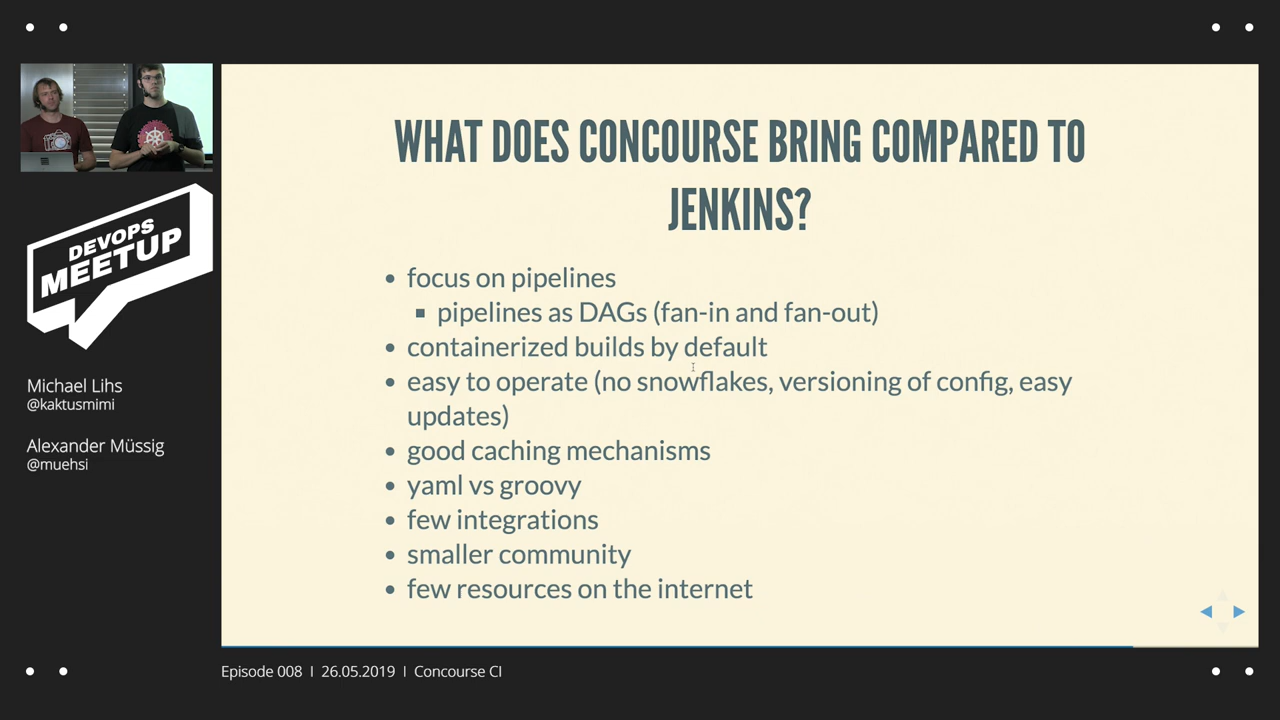 WHAT DOES CONCOURSE BRING COMPARED TO
JENKINS?
• focus on pipelines
▪ pipelines as DAGs (fan-in and fan-out)
• containerized builds by default
• easy to operate (no snowflakes, versioning of config, easy
updates)
• good caching mechanisms
• yaml vs groovy
• few integrations
• smaller community
• few resources on the internet
DEVOPS
MEETUP
Michael Lihs
@kaktusmimi
Alexander Müssig
@muehsi
Episode 008 | 26.05.2019 | Concourse CI